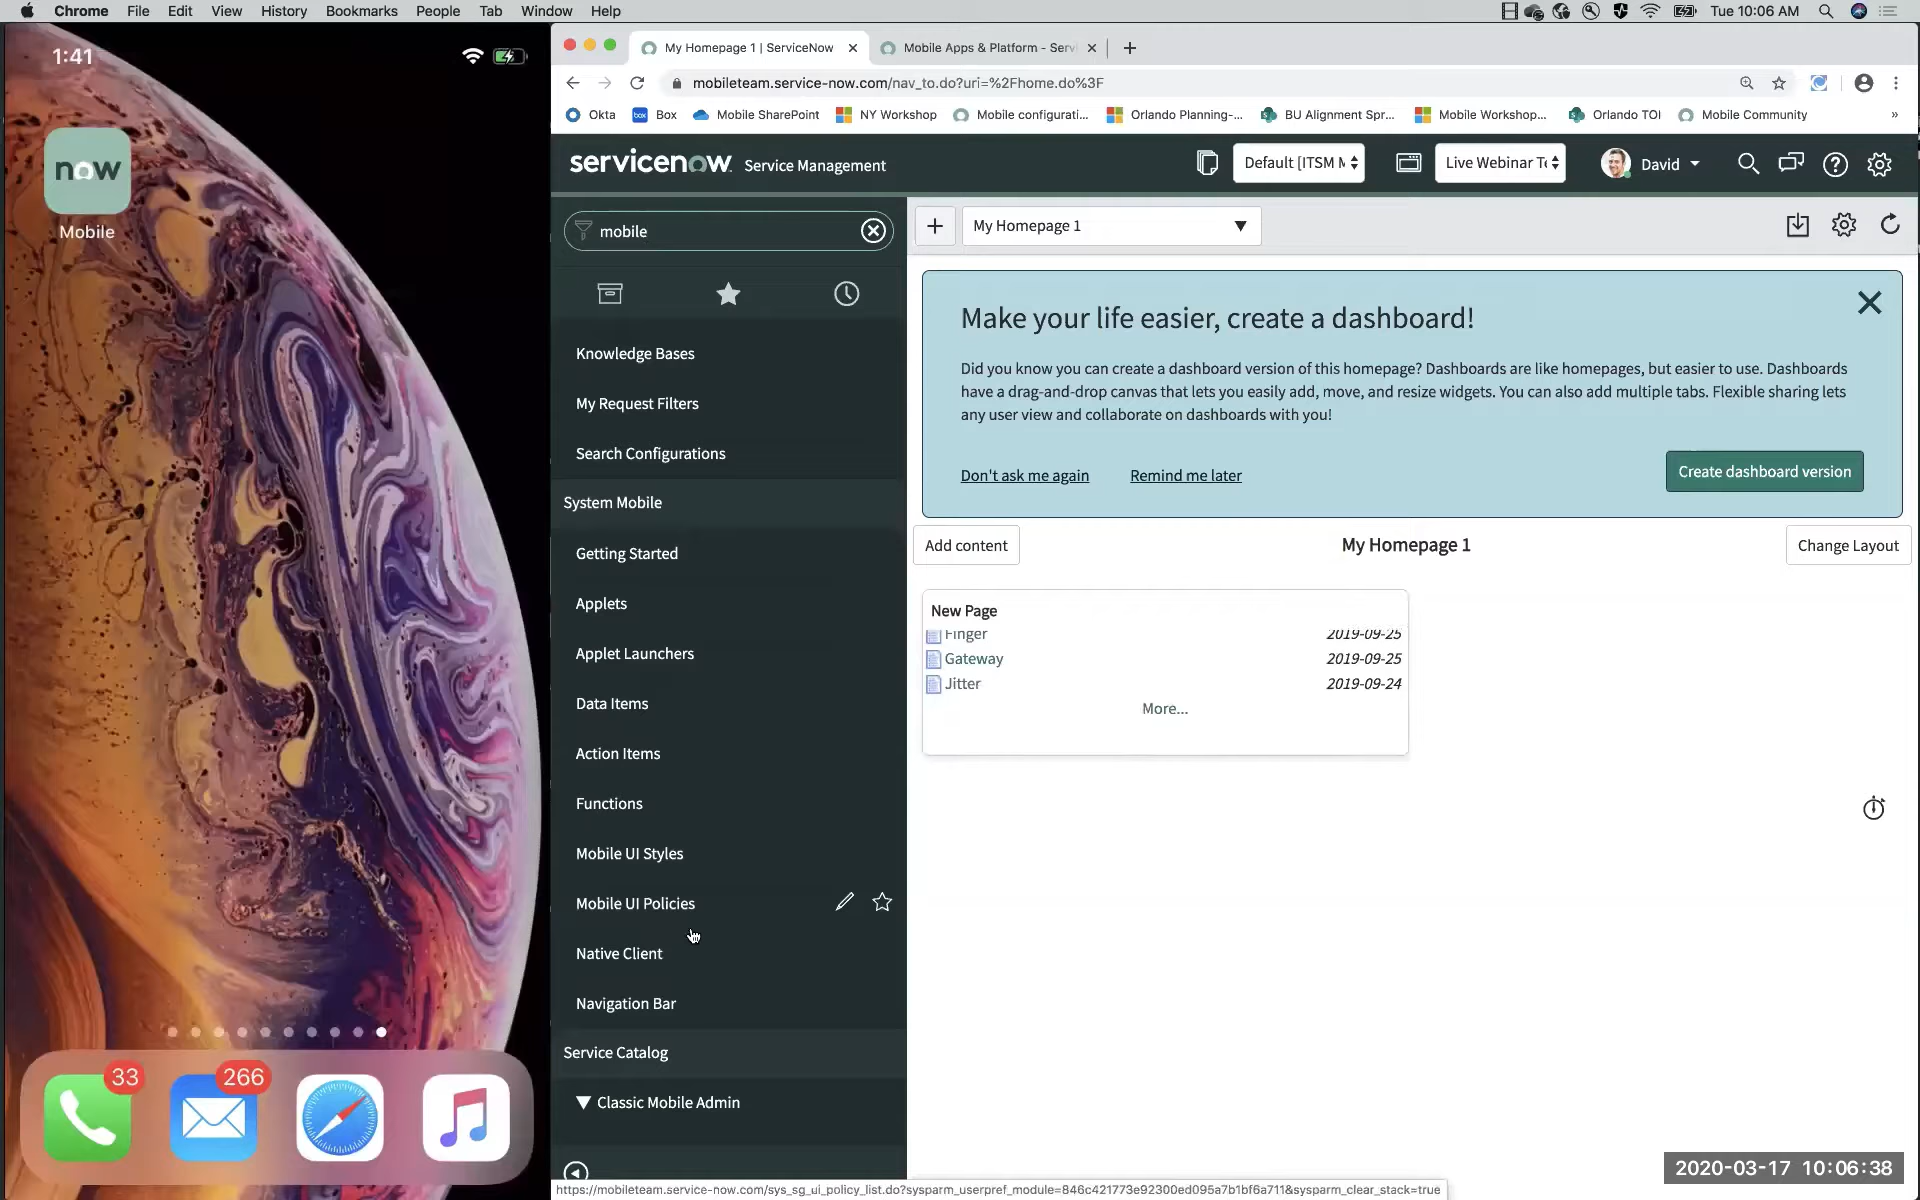 Chrome File Edit View History Bookmarks People Tab Window Help
Tue 10:06 AM
1:41
now
Mobile
33
266
My Homepage 1 | ServiceNow
Mobile Apps & Platform - Serv
mobileteam.service-now.com/nav_to.do?uri=%2Fhome.do%3F
Okta
Box
Mobile SharePoint
NY Workshop
Mobile configurati...
Orlando Planning-...
BU Alignment Spr...
Mobile Workshop...
Orlando TOI
Mobile Community
»
servicenow. Service Management
Default [ITSM M
Live Webinar Te
David
mobile
Knowledge Bases
My Request Filters
Search Configurations
System Mobile
Getting Started
Applets
Applet Launchers
Data Items
Action Items
Functions
Mobile UI Styles
Mobile UI Policies
Native Client
Navigation Bar
Service Catalog
Classic Mobile Admin
My Homepage 1
Make your life easier, create a dashboard!
Did you know you can create a dashboard version of this homepage? Dashboards are like homepages, but easier to use. Dashboards
have a drag-and-drop canvas that lets you easily add, move, and resize widgets. You can also add multiple tabs. Flexible sharing lets
any user view and collaborate on dashboards with you!
Don't ask me again
Remind me later
Create dashboard version
Add content
My Homepage 1
Change Layout
New Page
Finger 2019-09-25
Gateway 2019-09-25
Jitter 2019-09-24
More...
2020-03-17 10:06:38
https://mobileteam.service-now.com/sys_sg_ui_policy_list.do?sysparm_userpref_module=846c421773e92300ed095a7b1bf6a711&sysparm_clear_stack=true